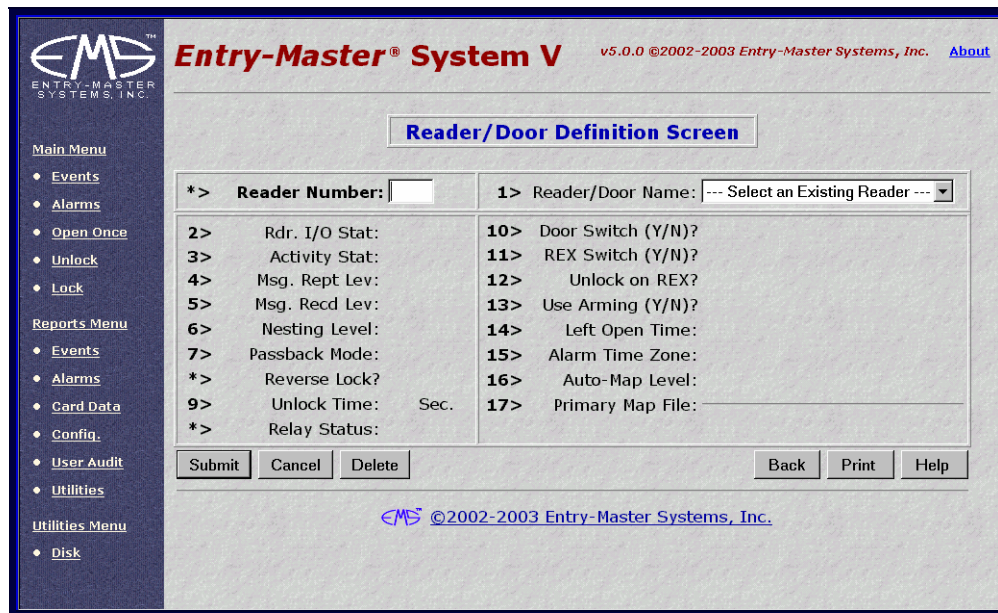 EMS™
ENTRY-MASTER
SYSTEMS, INC.
Entry-Master® System V
v5.0.0 ©2002-2003 Entry-Master Systems, Inc.
About
Reader/Door Definition Screen
Main Menu
Events
Alarms
Open Once
Unlock
Lock
Reports Menu
Events
Alarms
Card Data
Config.
User Audit
Utilities
Utilities Menu
Disk
*> Reader Number:
1> Reader/Door Name: --- Select an Existing Reader ---
2> Rdr. I/O Stat:
3> Activity Stat:
4> Msg. Rept Lev:
5> Msg. Recd Lev:
6> Nesting Level:
7> Passback Mode:
*> Reverse Lock?
9> Unlock Time: Sec.
*> Relay Status:
10> Door Switch (Y/N)?
11> REX Switch (Y/N)?
12> Unlock on REX?
13> Use Arming (Y/N)?
14> Left Open Time:
15> Alarm Time Zone:
16> Auto-Map Level:
17> Primary Map File:
Submit Cancel Delete
Back Print Help
EMS™ ©2002-2003 Entry-Master Systems, Inc.